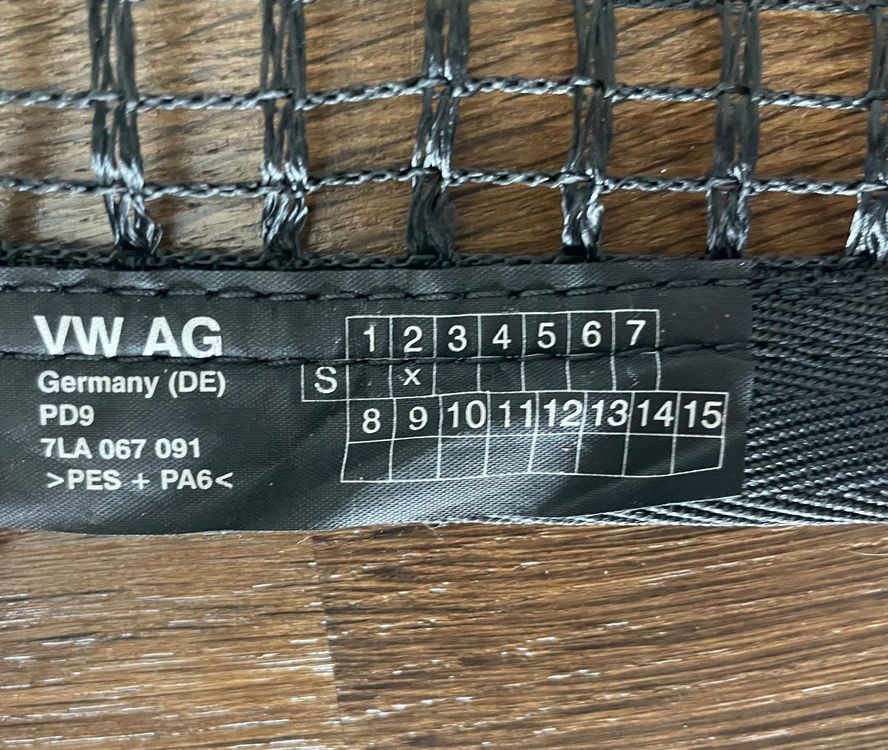 VW AG
Germany (DE)
PD9
7LA 067 091
>PES + PA6<
1 2 3 4 5 6 7
S X
8 9 10 11 12 13 14 15